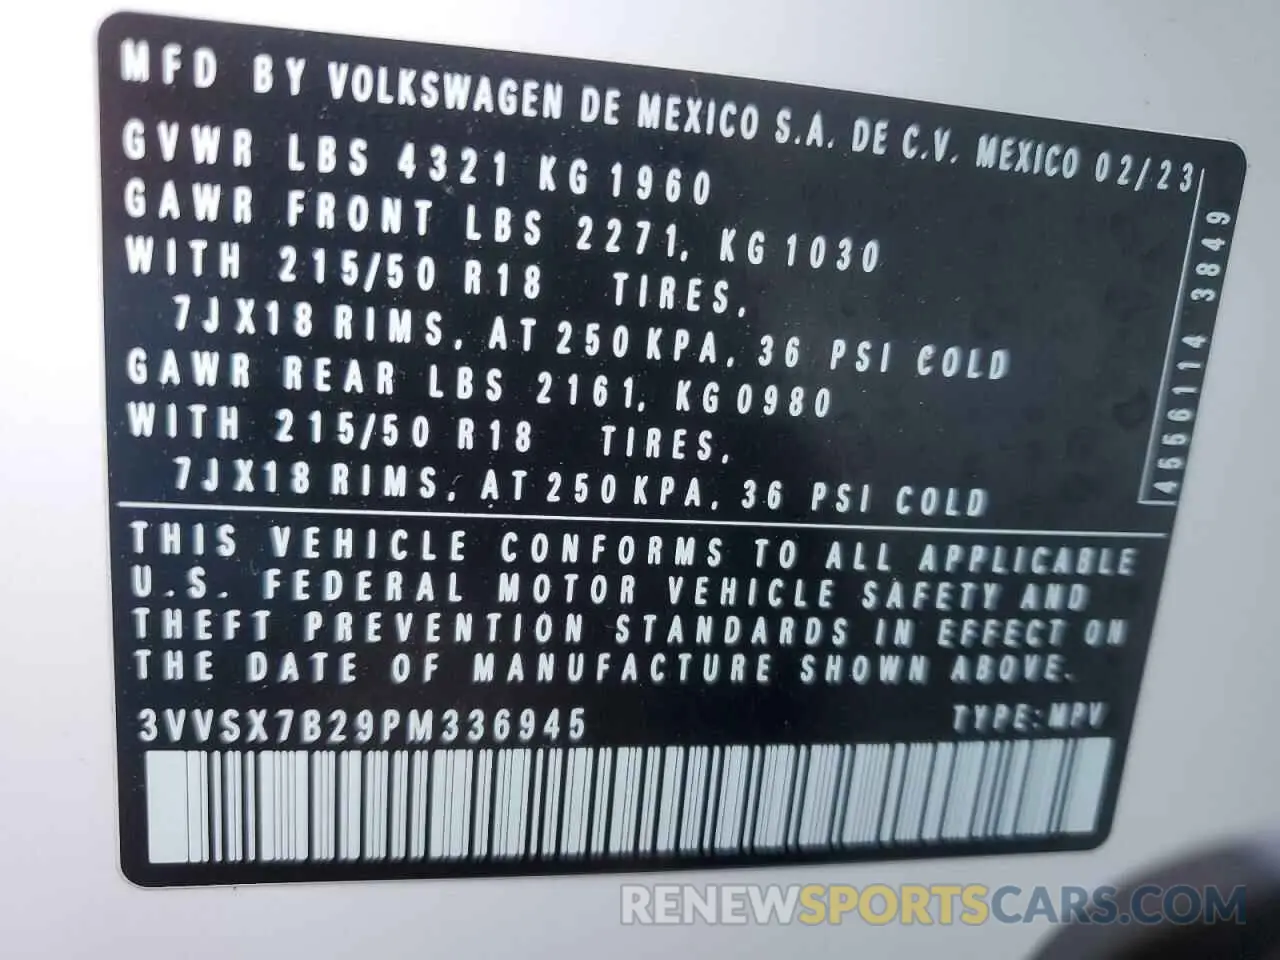 MFD BY VOLKSWAGEN DE MEXICO S.A. DE C.V. MEXICO 02/23
GVWR LBS 4321 KG 1960
GAWR FRONT LBS 2271, KG 1030
WITH 215/50 R18 TIRES,
7JX18 RIMS, AT 250 KPA, 36 PSI COLD
GAWR REAR LBS 2161, KG 0980
WITH 215/50 R18 TIRES,
7JX18 RIMS, AT 250 KPA, 36 PSI COLD
4556114 3849
THIS VEHICLE CONFORMS TO ALL APPLICABLE
U.S. FEDERAL MOTOR VEHICLE SAFETY AND
THEFT PREVENTION STANDARDS IN EFFECT ON
THE DATE OF MANUFACTURE SHOWN ABOVE.
3VVSX7B29PM336945 TYPE: MPV
RENEWSPORTSCARS.COM